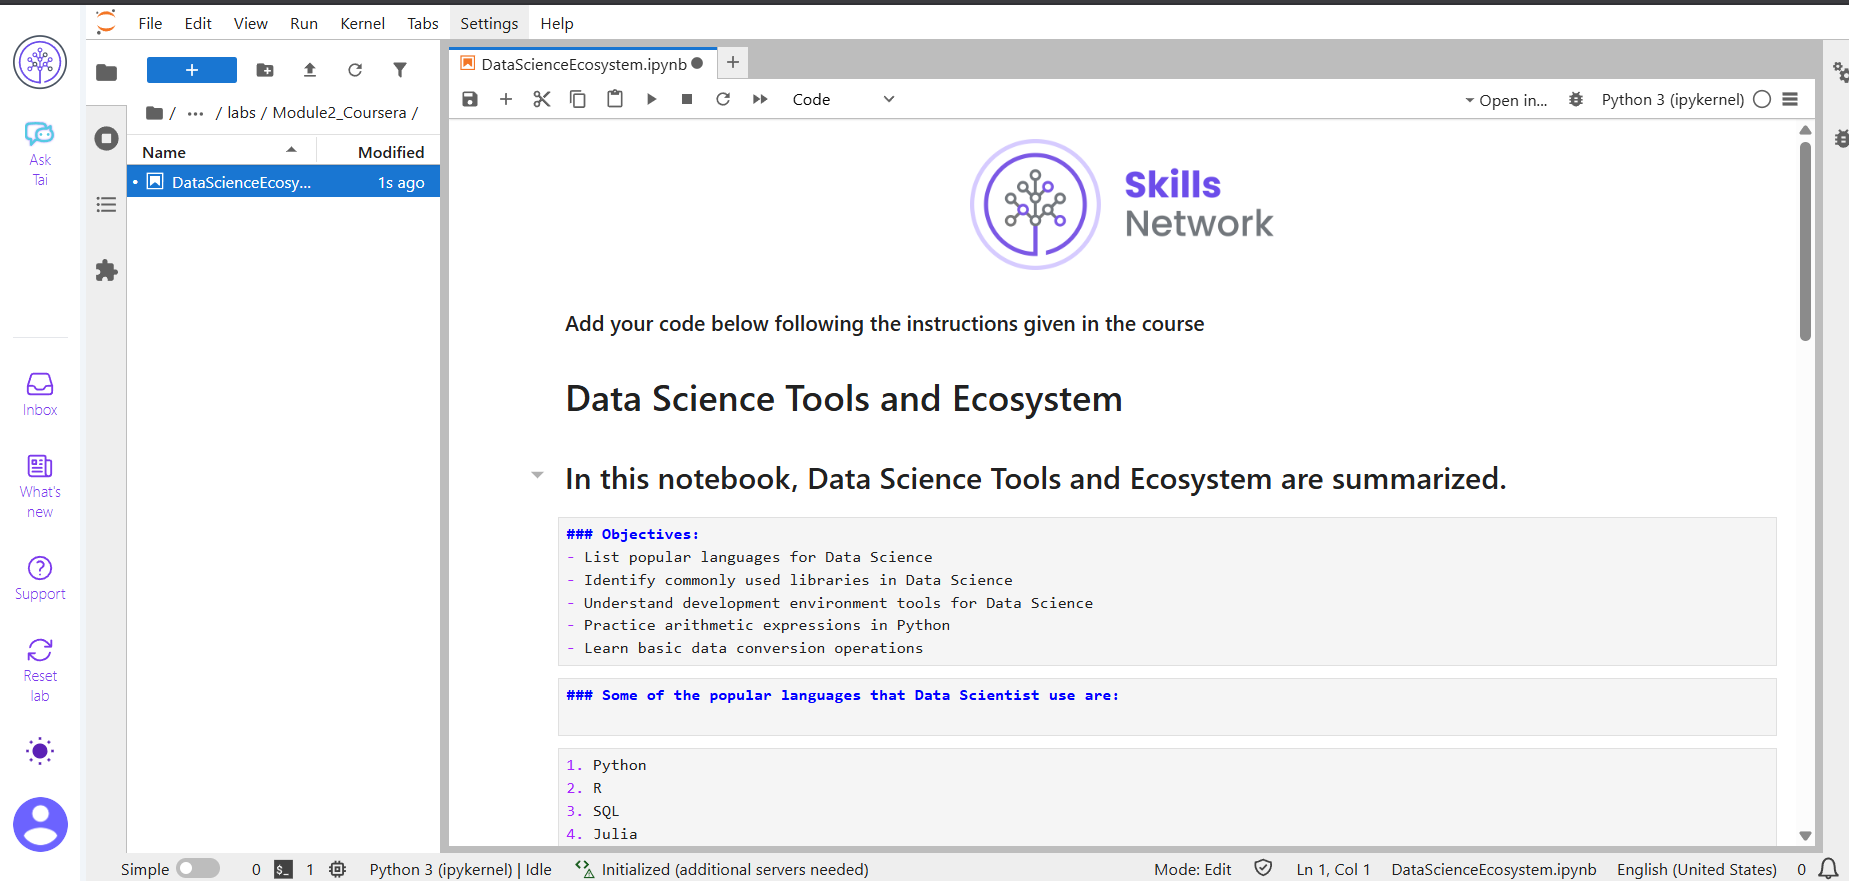 File Edit View Run Kernel Tabs Settings Help
Ask
Tai
Inbox
What's
new
Support
Reset
lab
/ ... / labs / Module2_Coursera /
Name Modified
DataScienceEcosy... 1s ago
DataScienceEcosystem.ipynb
Code
Open in...
Python 3 (ipykernel)
Skills
Network
Add your code below following the instructions given in the course
Data Science Tools and Ecosystem
In this notebook, Data Science Tools and Ecosystem are summarized.
### Objectives:
- List popular languages for Data Science
- Identify commonly used libraries in Data Science
- Understand development environment tools for Data Science
- Practice arithmetic expressions in Python
- Learn basic data conversion operations
### Some of the popular languages that Data Scientist use are:
1. Python
2. R
3. SQL
4. Julia
Simple 0 $_ 1 Python 3 (ipykernel) | Idle Initialized (additional servers needed) Mode: Edit Ln 1, Col 1 DataScienceEcosystem.ipynb English (United States) 0